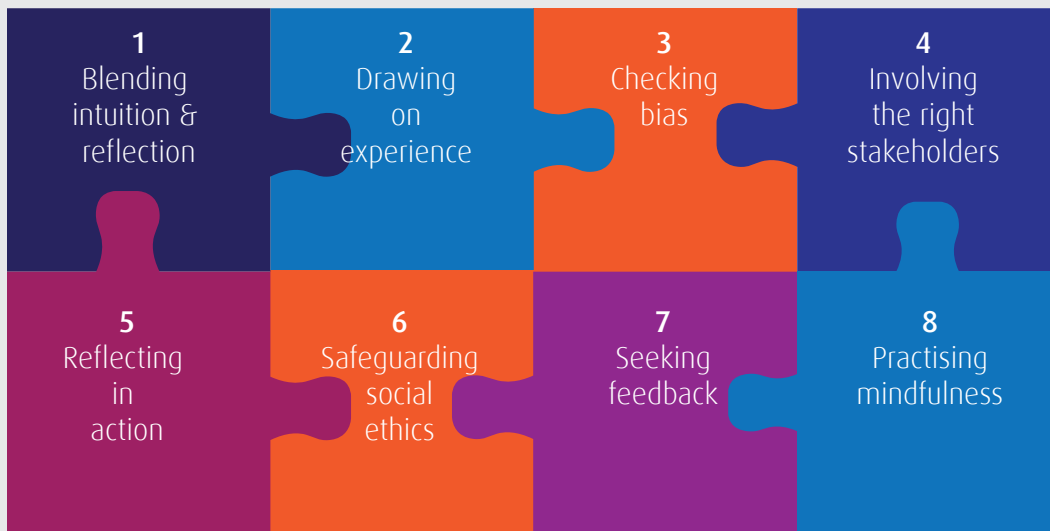 1
Blending
intuition &
reflection
2
Drawing
on
experience
3
Checking
bias
4
Involving
the right
stakeholders
5
Reflecting
in
action
6
Safeguarding
social
ethics
7
Seeking
feedback
8
Practising
mindfulness